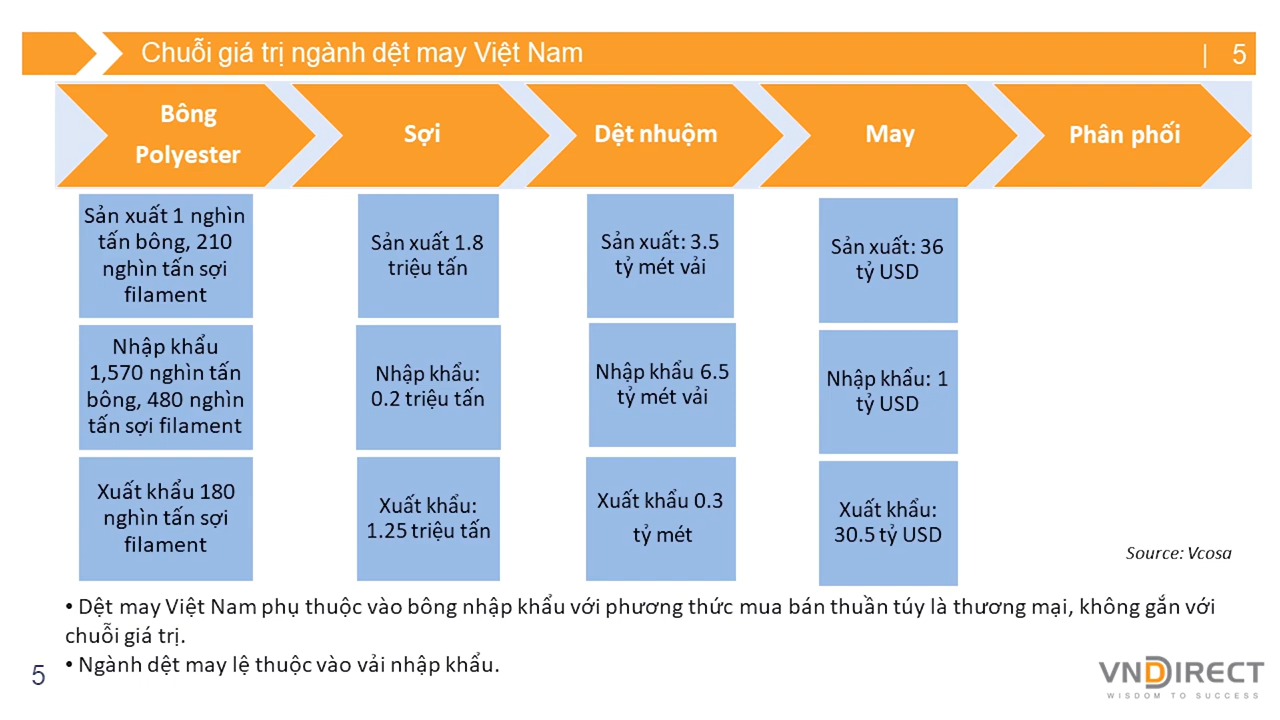 Chuỗi giá trị ngành dệt may Việt Nam
| 5
Bông
Polyester
Sợi
Dệt nhuộm
May
Phân phối
Sản xuất 1 nghìn
tấn bông, 210
nghìn tấn sợi
filament
Sản xuất 1.8
triệu tấn
Sản xuất: 3.5
tỷ mét vải
Sản xuất: 36
tỷ USD
Nhập khẩu
1,570 nghìn tấn
bông, 480 nghìn
tấn sợi filament
Nhập khẩu:
0.2 triệu tấn
Nhập khẩu 6.5
tỷ mét vải
Nhập khẩu: 1
tỷ USD
Xuất khẩu 180
nghìn tấn sợi
filament
Xuất khẩu:
1.25 triệu tấn
Xuất khẩu 0.3
tỷ mét
Xuất khẩu:
30.5 tỷ USD
Source: Vcosa
• Dệt may Việt Nam phụ thuộc vào bông nhập khẩu với phương thức mua bán thuần túy là thương mại, không gắn với
chuỗi giá trị.
• Ngành dệt may lệ thuộc vào vải nhập khẩu.
5
VNDIRECT
WISDOM TO SUCCESS